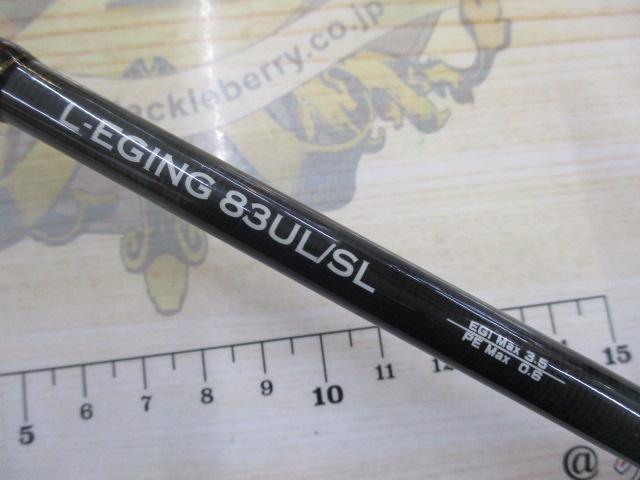 ckleberry.co.jp
L-EGING 83UL/SL
EGI Max 3.5
PE Max 0.6
5 6 7 8 9 10 11 15
@